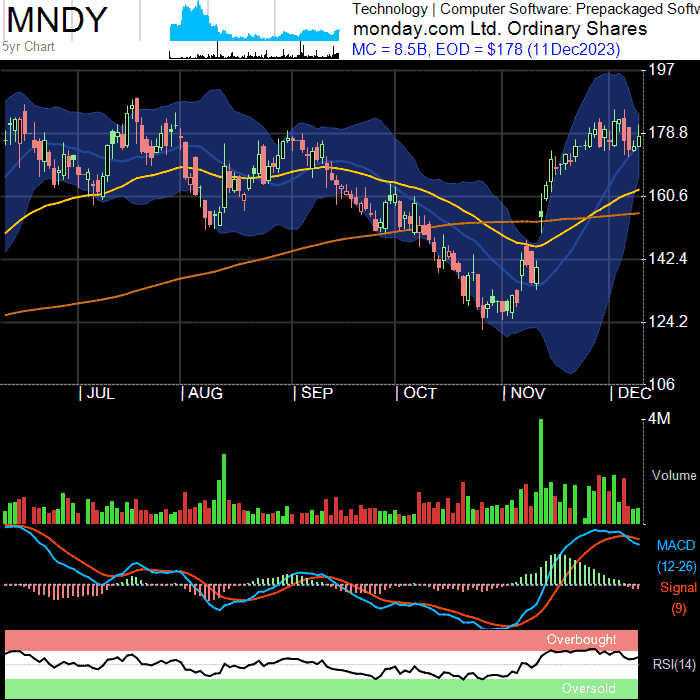 MNDY
5yr Chart
Technology | Computer Software: Prepackaged Softw
monday.com Ltd. Ordinary Shares
MC = 8.5B, EOD = $178 (11Dec2023)
197
178.8
160.6
142.4
124.2
106
| JUL
| AUG
| SEP
| OCT
| NOV
| DEC
4M
Volume
MACD
(12-26)
Signal
(9)
Overbought
RSI(14)
Oversold